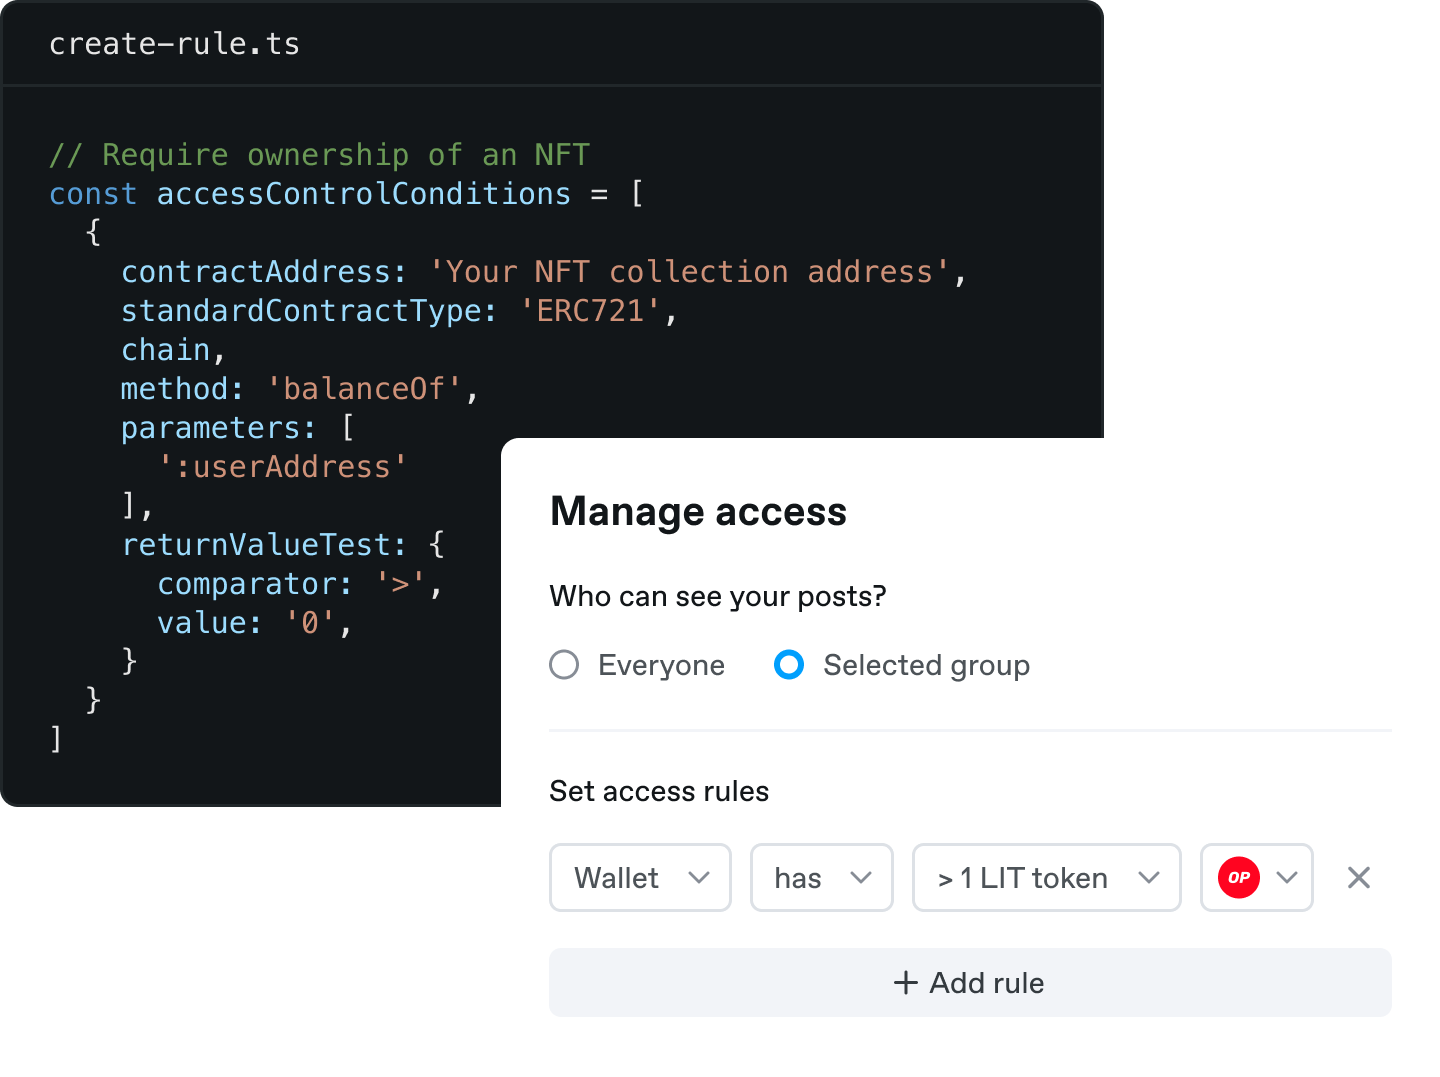 create-rule.ts
// Require ownership of an NFT
const accessControlConditions = [
  {
    contractAddress: 'Your NFT collection address',
    standardContractType: 'ERC721',
    chain,
    method: 'balanceOf',
    parameters: [
      ':userAddress'
    ],
    returnValueTest: {
      comparator: '>',
      value: '0',
    }
  }
]
Manage access
Who can see your posts?
Everyone Selected group
Set access rules
Wallet has > 1 LIT token OP
+ Add rule